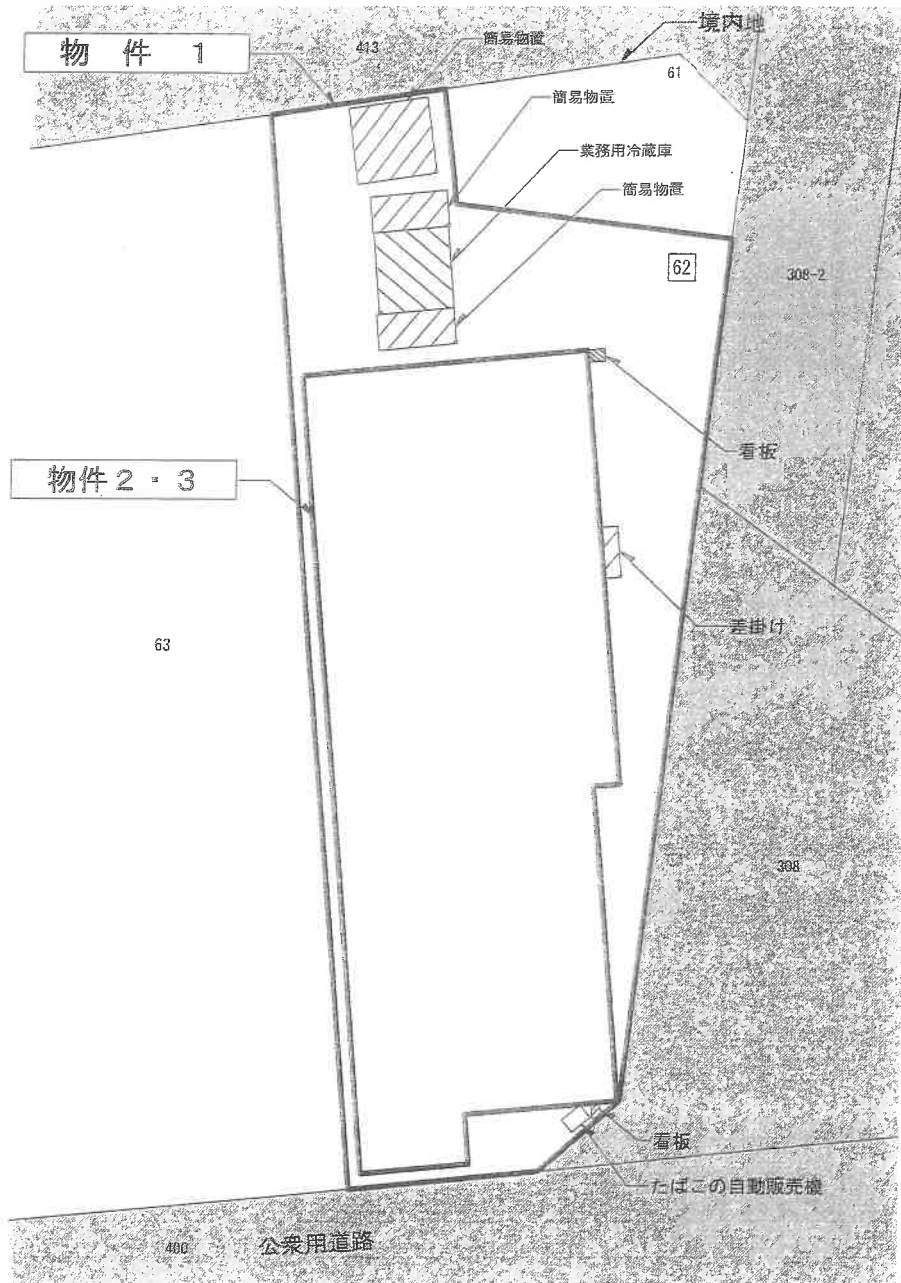 境内地
413
簡易物置
物件 1
61
簡易物置
業務用冷蔵庫
簡易物置
62
308-2
看板
物件2・3
差掛け
63
308
看板
たばこの自動販売機
400
公衆用道路